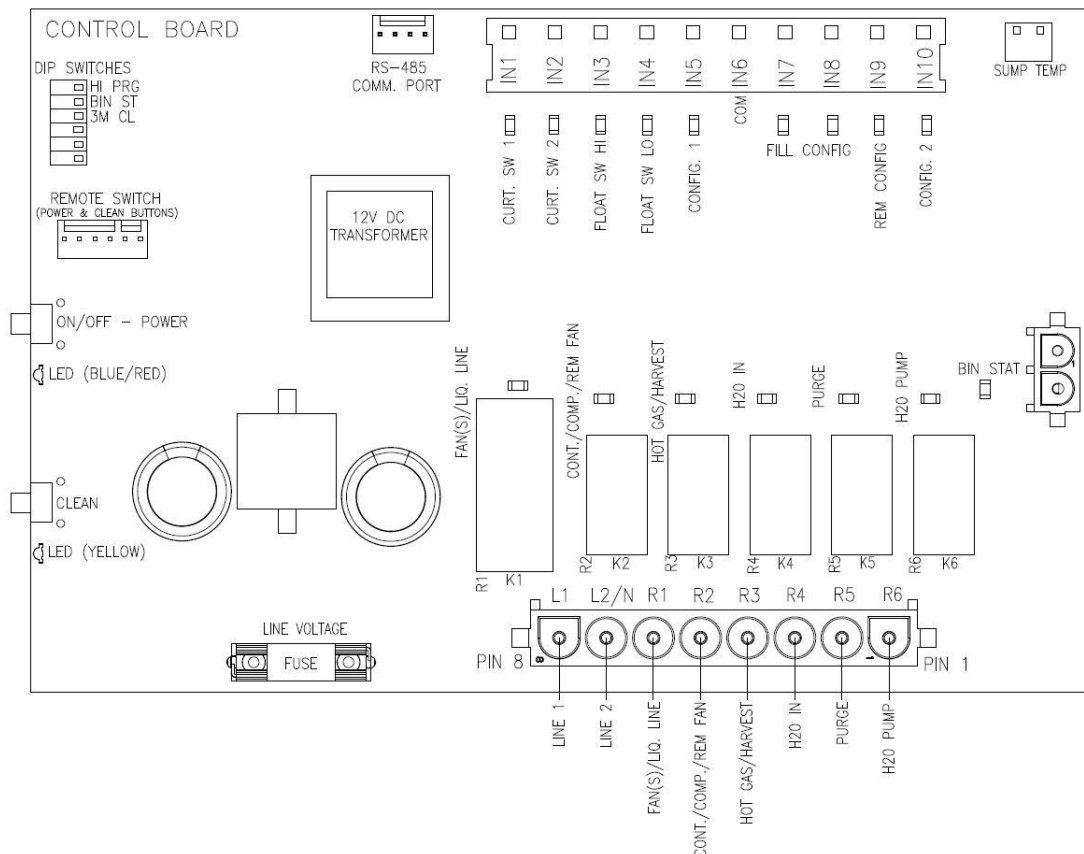 CONTROL BOARD
DIP SWITCHES
HI PRG
BIN ST
3M CL
RS-485
COMM. PORT
IN1
IN2
IN3
IN4
IN5
IN6
IN7
IN8
IN9
IN10
COM
SUMP TEMP
CURT. SW 1
CURT. SW 2
FLOAT SW HI
FLOAT SW LO
CONFIG. 1
FILL CONFIG
REM CONFIG
CONFIG. 2
REMOTE SWITCH
(POWER & CLEAN BUTTONS)
12V DC
TRANSFORMER
ON/OFF - POWER
LED (BLUE/RED)
CLEAN
LED (YELLOW)
FAN(S)/LIQ. LINE
CONT./COMP./REM FAN
HOT GAS/HARVEST
H20 IN
PURGE
H20 PUMP
BIN STAT
1
R1 K1
R2 K2
R3 K3
R4 K4
R5 K5
R6 K6
L1 L2/N R1 R2 R3 R4 R5 R6
PIN 8
8
1
PIN 1
LINE VOLTAGE
FUSE
LINE 1
LINE 2
FAN(S)/LIQ. LINE
CONT./COMP./REM FAN
HOT GAS/HARVEST
H20 IN
PURGE
H20 PUMP